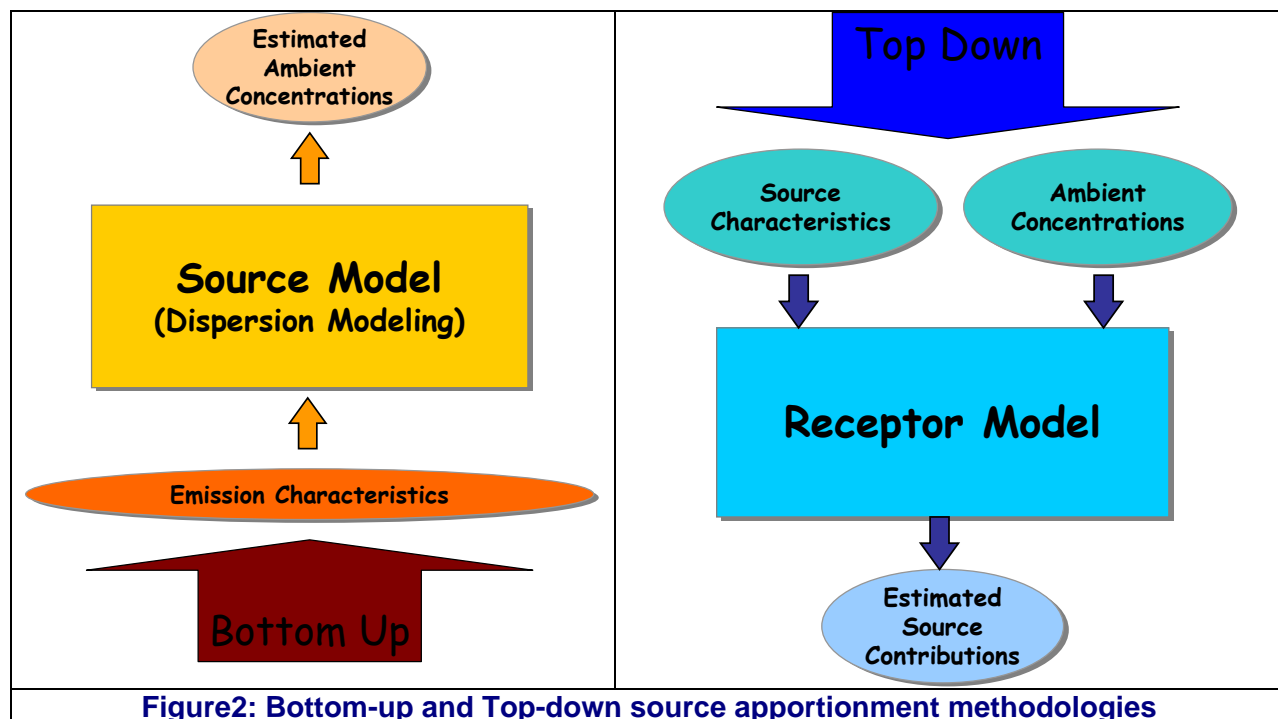 Estimated
Ambient
Concentrations
Source Model
(Dispersion Modeling)
Emission Characteristics
Bottom Up
Top Down
Source
Characteristics
Ambient
Concentrations
Receptor Model
Estimated
Source
Contributions
Figure2: Bottom-up and Top-down source apportionment methodologies